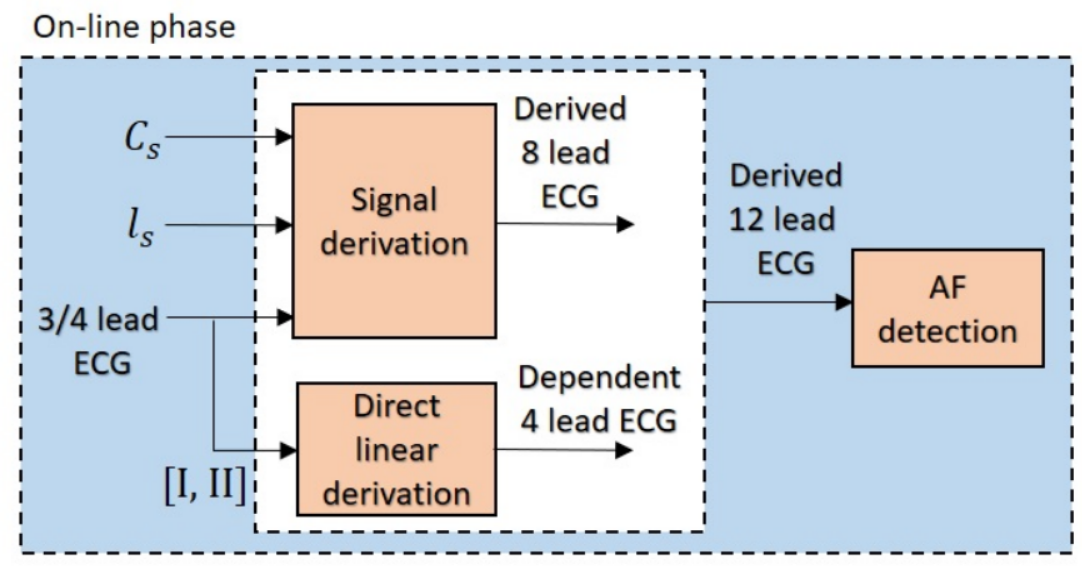 On-line phase
C_s
l_s
3/4 lead
ECG
[I, II]
Signal
derivation
Direct
linear
derivation
Derived
8 lead
ECG
Dependent
4 lead ECG
Derived
12 lead
ECG
AF
detection